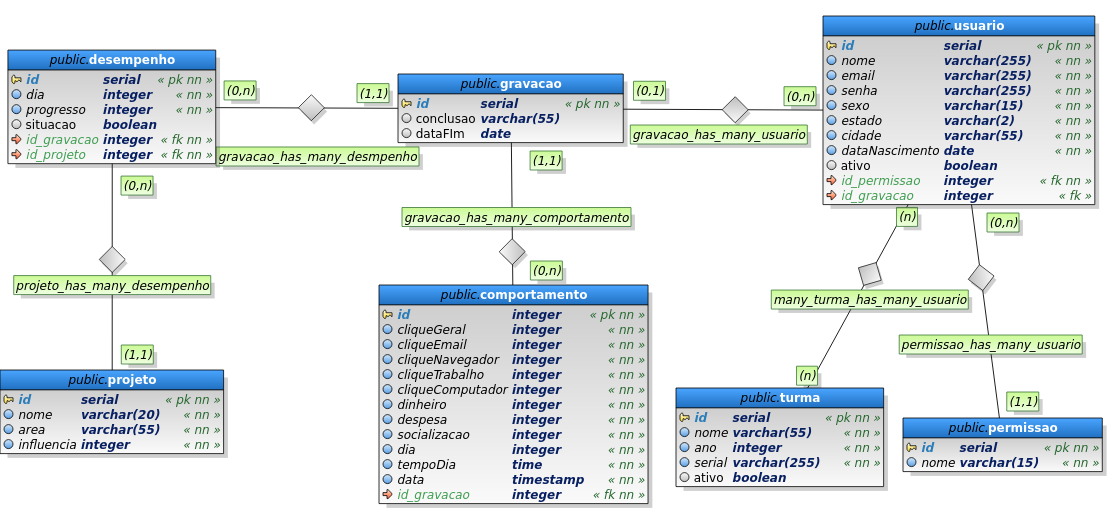 public.desempenho
id serial « pk nn »
dia integer « nn »
progresso integer « nn »
situacao boolean
id_gravacao integer « fk nn »
id_projeto integer « fk nn »
(0,n)
(1,1)
gravacao_has_many_desmpenho
public.gravacao
id serial « pk nn »
conclusao varchar(55)
dataFIm date
(0,1)
(0,n)
gravacao_has_many_usuario
public.usuario
id serial « pk nn »
nome varchar(255) « nn »
email varchar(255) « nn »
senha varchar(255) « nn »
sexo varchar(15) « nn »
estado varchar(2) « nn »
cidade varchar(55) « nn »
dataNascimento date « nn »
ativo boolean
id_permissao integer « fk nn »
id_gravacao integer « fk »
(0,n)
projeto_has_many_desempenho
(1,1)
(1,1)
gravacao_has_many_comportamento
(0,n)
(n)
many_turma_has_many_usuario
(n)
(0,n)
permissao_has_many_usuario
(1,1)
public.projeto
id serial « pk nn »
nome varchar(20) « nn »
area varchar(55) « nn »
influencia integer « nn »
public.comportamento
id integer « pk nn »
cliqueGeral integer « nn »
cliqueEmail integer « nn »
cliqueNavegador integer « nn »
cliqueTrabalho integer « nn »
cliqueComputador integer « nn »
dinheiro integer « nn »
despesa integer « nn »
socializacao integer « nn »
dia integer « nn »
tempoDia time « nn »
data timestamp « nn »
id_gravacao integer « fk nn »
public.turma
id serial « pk nn »
nome varchar(55) « nn »
ano integer « nn »
serial varchar(255) « nn »
ativo boolean
public.permissao
id serial « pk nn »
nome varchar(15) « nn »